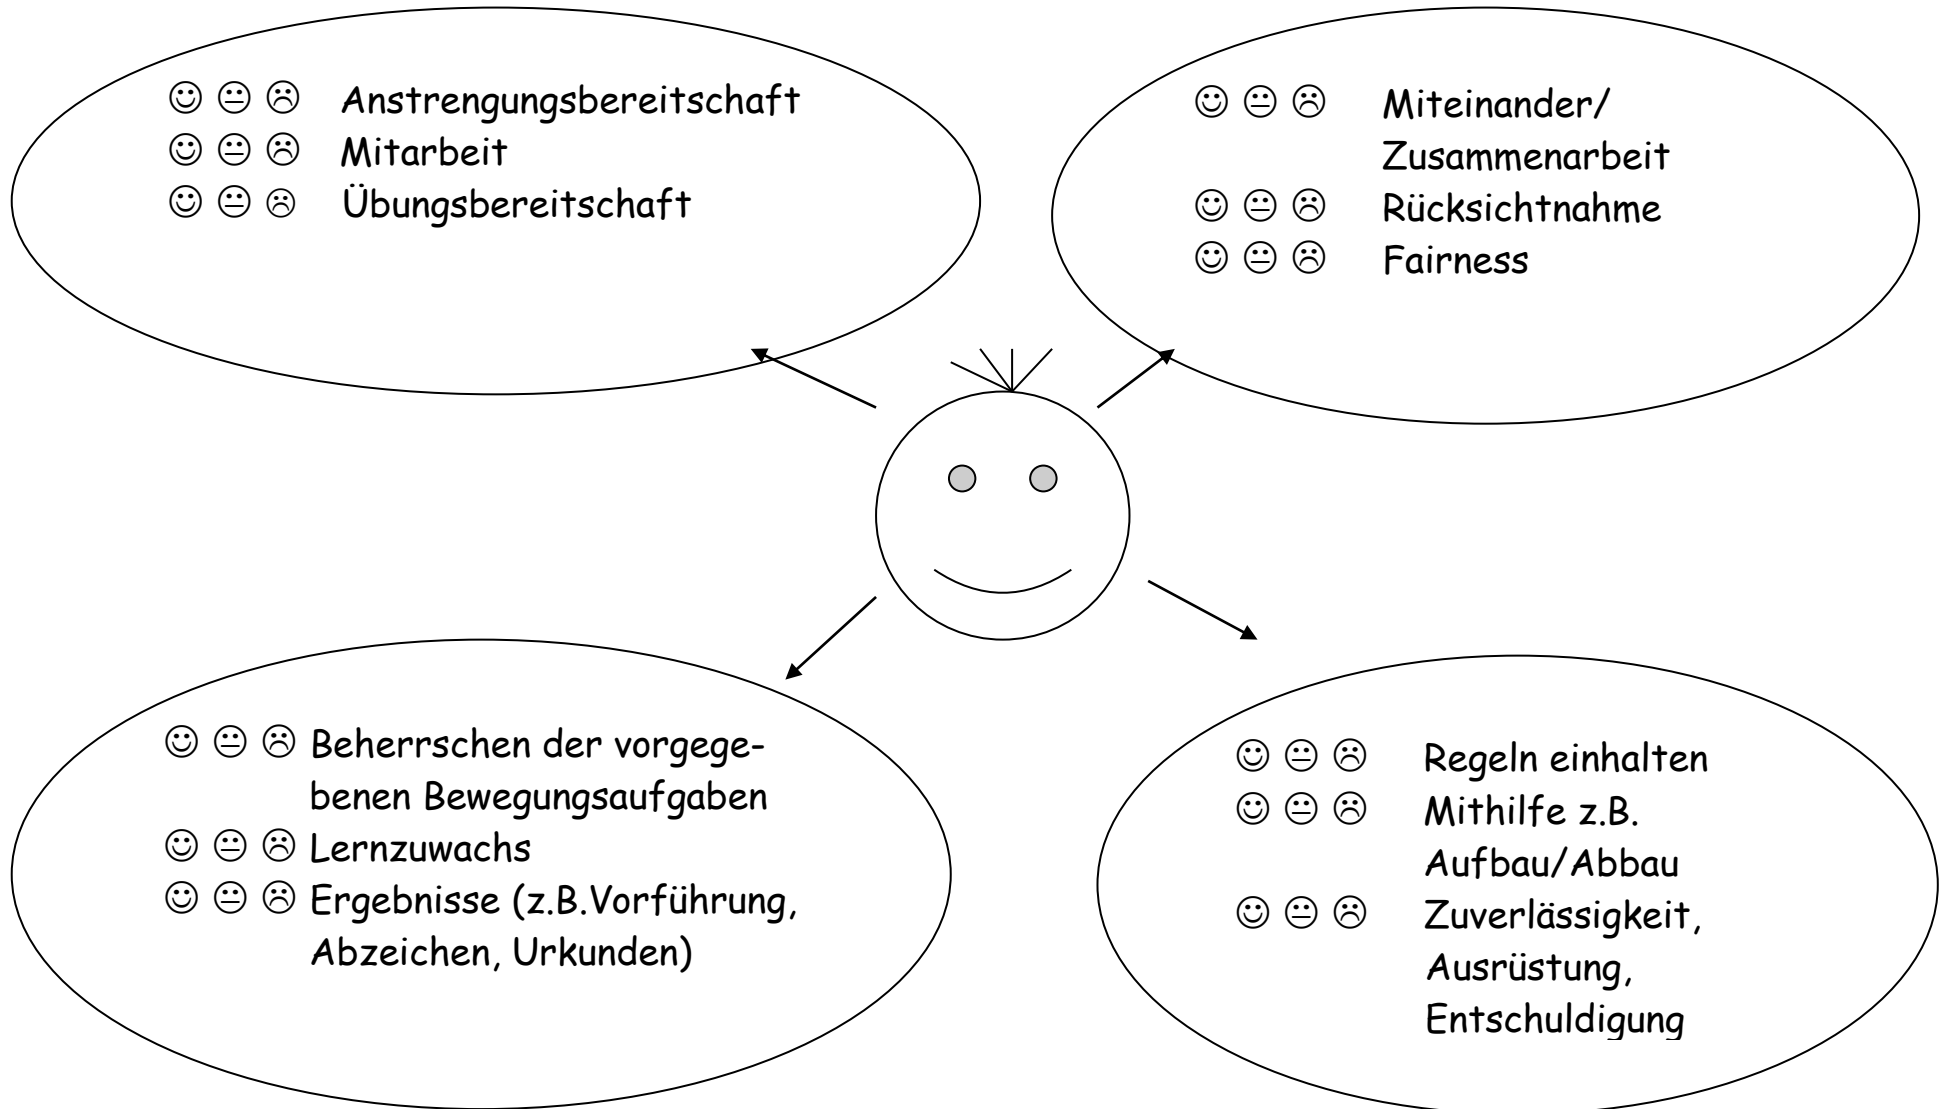 ☺ 😐 ☹ Anstrengungsbereitschaft
☺ 😐 ☹ Mitarbeit
☺ 😐 ☹ Übungsbereitschaft
☺ 😐 ☹ Miteinander/
Zusammenarbeit
☺ 😐 ☹ Rücksichtnahme
☺ 😐 ☹ Fairness
☺ 😐 ☹ Beherrschen der vorgege-
benen Bewegungsaufgaben
☺ 😐 ☹ Lernzuwachs
☺ 😐 ☹ Ergebnisse (z.B.Vorführung,
Abzeichen, Urkunden)
☺ 😐 ☹ Regeln einhalten
☺ 😐 ☹ Mithilfe z.B.
Aufbau/Abbau
☺ 😐 ☹ Zuverlässigkeit,
Ausrüstung,
Entschuldigung